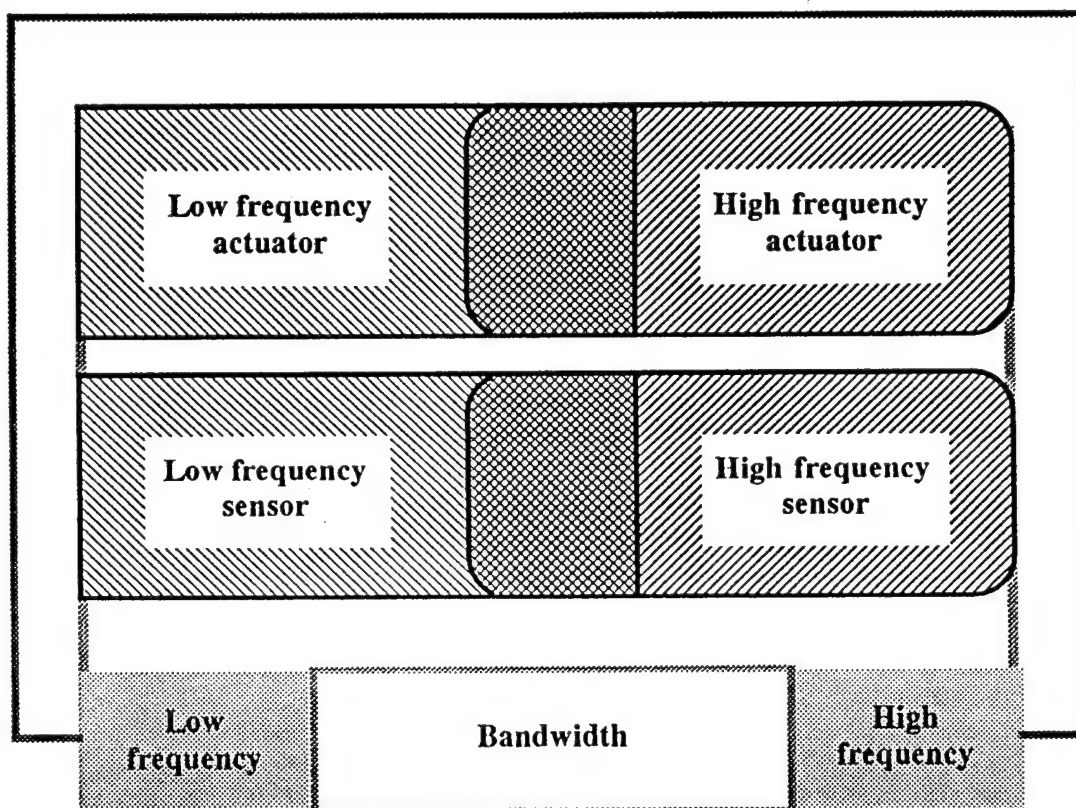 Low frequency
actuator
High frequency
actuator
Low frequency
sensor
High frequency
sensor
Low
frequency
Bandwidth
High
frequency